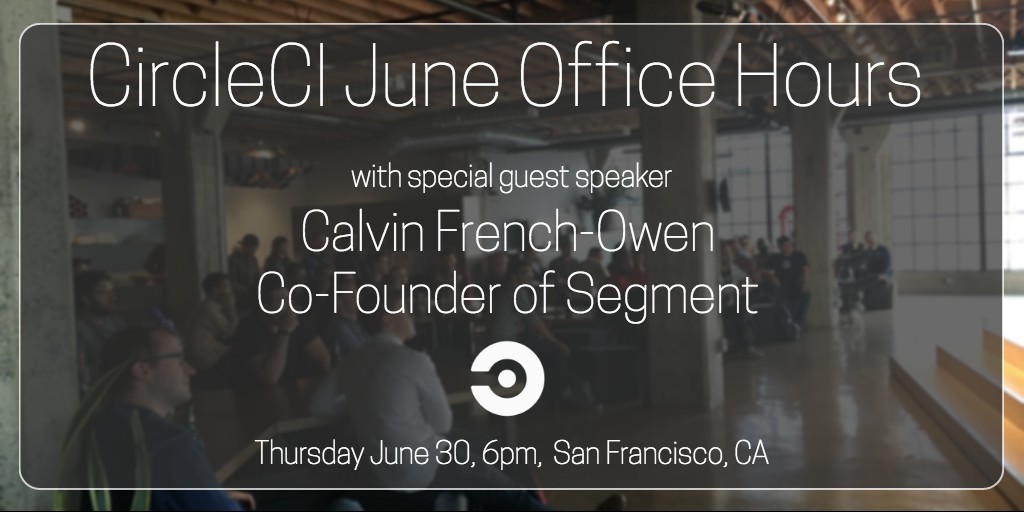 CircleCI June Office Hours
with special guest speaker
Calvin French-Owen
Co-Founder of Segment
Thursday June 30, 6pm, San Francisco, CA